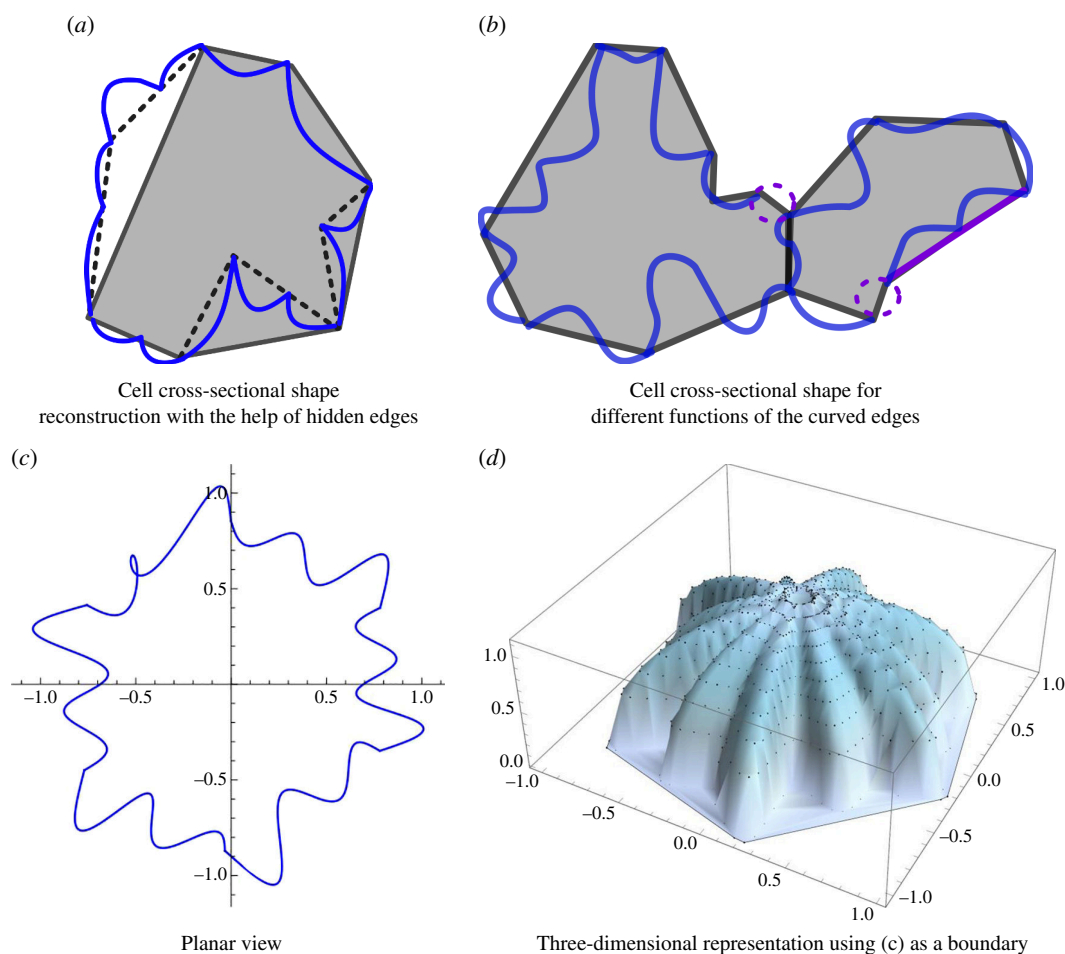 (a)
(b)
Cell cross-sectional shape
reconstruction with the help of hidden edges
Cell cross-sectional shape for
different functions of the curved edges
(c)
(d)
1.0
0.5
–1.0
–0.5
0.5
1.0
–0.5
–1.0
1.0
0.5
0.0
–1.0
–0.5
0.0
0.5
1.0
1.0
0.5
0.0
–0.5
–1.0
Planar view
Three-dimensional representation using (c) as a boundary